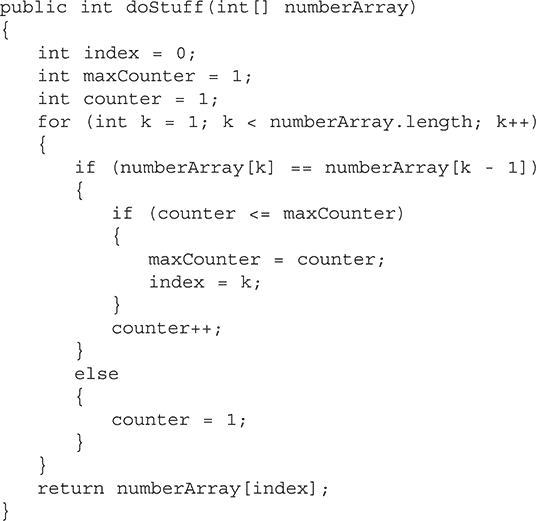 public int doStuff(int[] numberArray)
{
int index = 0;
int maxCounter = 1;
int counter = 1;
for (int k = 1; k < numberArray.length; k++)
{
if (numberArray[k] == numberArray[k - 1])
{
if (counter <= maxCounter)
{
maxCounter = counter;
index = k;
}
counter++;
}
else
{
counter = 1;
}
}
return numberArray[index];
}